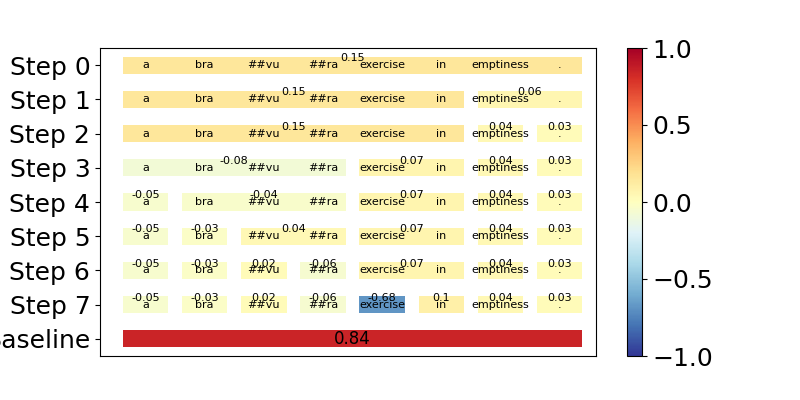 0.15
Step 0 a bra ##vu ##ra exercise in emptiness .
0.15 0.06
Step 1 a bra ##vu ##ra exercise in emptiness .
0.15 0.04 0.03
Step 2 a bra ##vu ##ra exercise in emptiness .
-0.08 0.07 0.04 0.03
Step 3 a bra ##vu ##ra exercise in emptiness .
-0.05 -0.04 0.07 0.04 0.03
Step 4 a bra ##vu ##ra exercise in emptiness .
-0.05 -0.03 0.04 0.07 0.04 0.03
Step 5 a bra ##vu ##ra exercise in emptiness .
-0.05 -0.03 0.02 -0.06 0.07 0.04 0.03
Step 6 a bra ##vu ##ra exercise in emptiness .
-0.05 -0.03 0.02 -0.06 -0.68 0.1 0.04 0.03
Step 7 a bra ##vu ##ra exercise in emptiness .
aseline 0.84
1.0
0.5
0.0
−0.5
−1.0